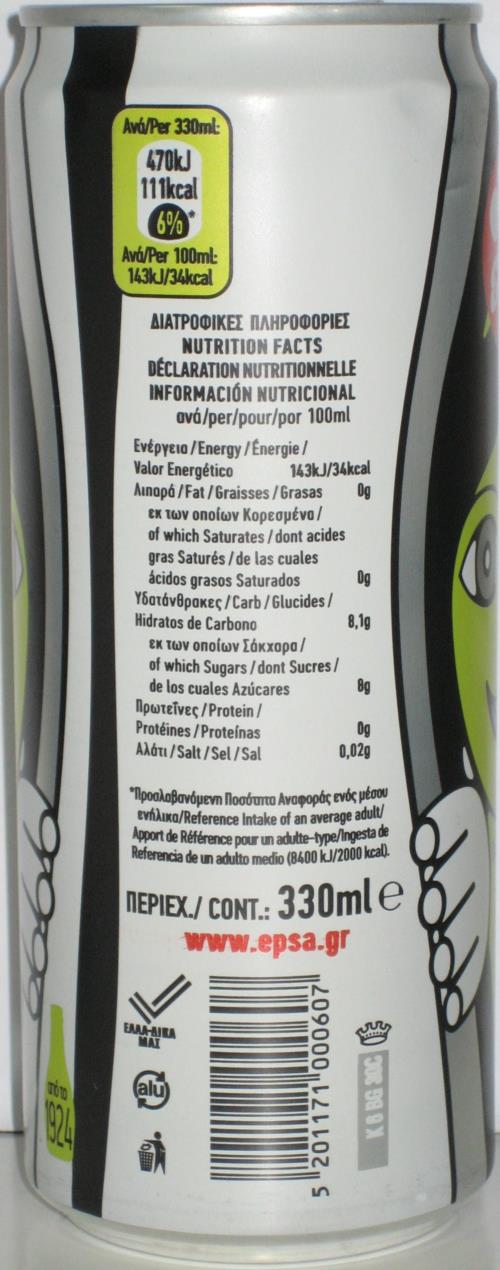 Ανά/Per 330ml:
470kJ
111kcal
6%*
Ανά/Per 100ml:
143kJ/34kcal
ΔΙΑΤΡΟΦΙΚΕΣ ΠΛΗΡΟΦΟΡΙΕΣ
NUTRITION FACTS
DÉCLARATION NUTRITIONNELLE
INFORMACIÓN NUTRICIONAL
ανά/per/pour/por 100ml
Ενέργεια/Energy/Énergie/
Valor Energético 143kJ/34kcal
Λιπαρά/Fat/Graisses/Grasas 0g
εκ των οποίων Κορεσμένα/
of which Saturates/dont acides
gras Saturés/de las cuales
ácidos grasos Saturados 0g
Υδατάνθρακες/Carb/Glucides/
Hidratos de Carbono 8,1g
εκ των οποίων Σάκχαρα/
of which Sugars/dont Sucres/
de los cuales Azúcares 8g
Πρωτεΐνες/Protein/
Protéines/Proteínas 0g
Αλάτι/Salt/Sel/Sal 0,02g
*Προσλαβανόμενη Ποσότητα Αναφοράς ενός μέσου
ενήλικα/Reference Intake of an average adult/
Apport de Référence pour un adulte-type/Ingesta de
Referencia de un adulto medio (8400 kJ/2000 kcal).
ΠΕΡΙΕΧ./ CONT.: 330ml e
www.epsa.gr
ΕΛΛΑ-ΔΙΚΑ
ΜΑΣ
alu
5 201171 000607
X 6 BG 30C
από το
1924